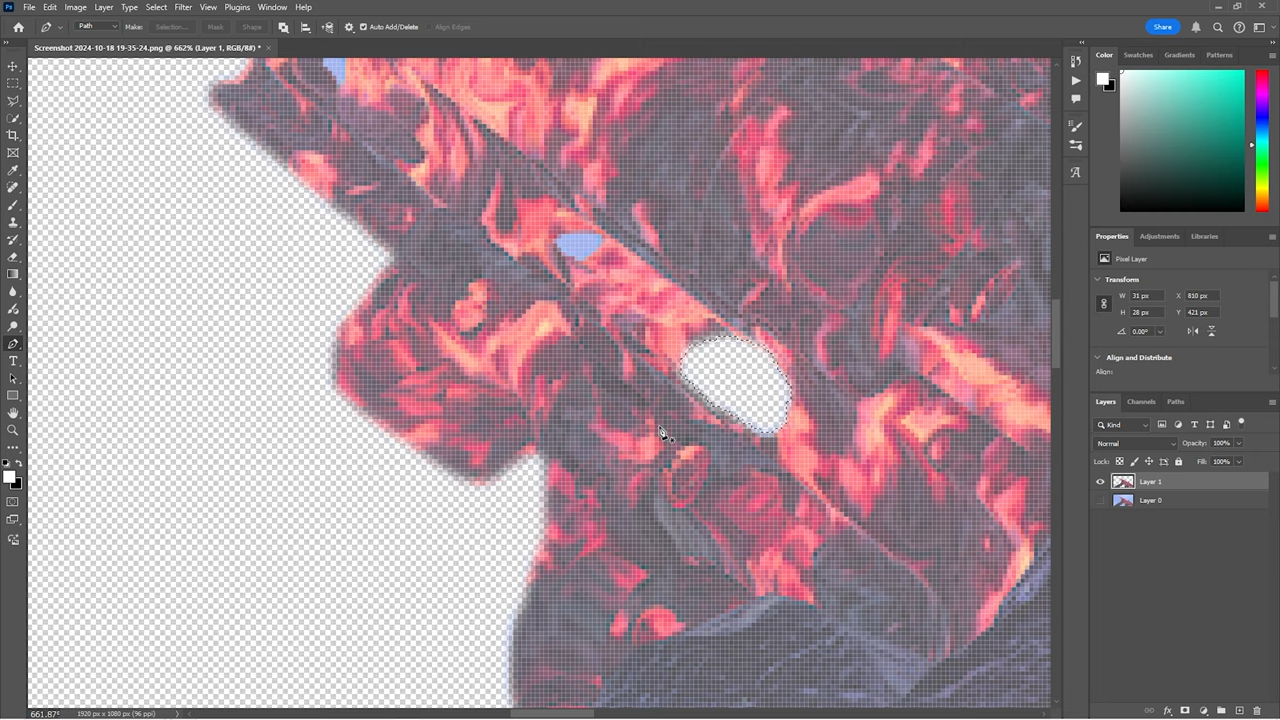 File Edit Image Layer Type Select Filter View Plugins Window Help
Path Make: Selection... Mask Shape Auto Add/Delete Align Edges Share
Screenshot 2024-10-18 19-35-24.png @ 662% (Layer 1, RGB/8#) * ×
Color Swatches Gradients Patterns
Properties Adjustments Libraries
Pixel Layer
Transform
W 31 px X 810 px
H 28 px Y 421 px
0.00°
Align and Distribute
Align:
Layers Channels Paths
Kind
Normal Opacity: 100%
Lock: Fill: 100%
Layer 1
Layer 0
661.87% 1920 px x 1080 px (96 ppi)